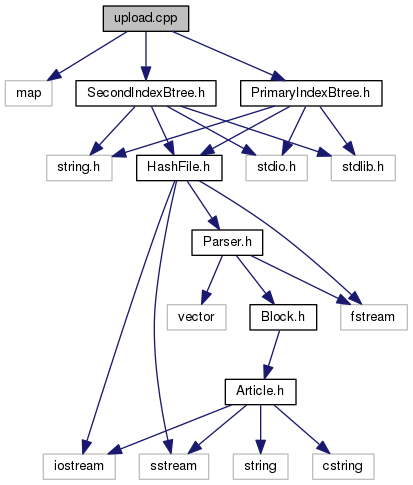 upload.cpp
map
SecondIndexBtree.h
PrimaryIndexBtree.h
string.h
HashFile.h
stdio.h
stdlib.h
Parser.h
vector
Block.h
fstream
Article.h
iostream
sstream
string
cstring